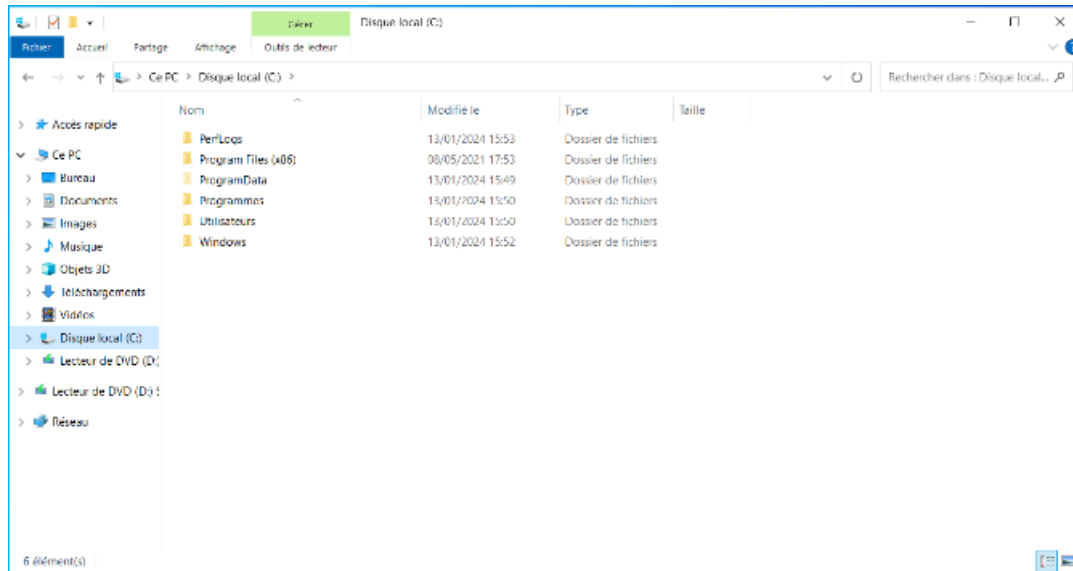 Gérer Disque local (C:)
Fichier Accueil Partage Affichage Outils de lecteur
Ce PC > Disque local (C:) > Rechercher dans : Disque local...
Nom Modifié le Type Taille
Accès rapide
Ce PC
Bureau
Documents
Images
Musique
Objets 3D
Téléchargements
Vidéos
Disque local (C:)
Lecteur de DVD (D:
Lecteur de DVD (D:) S
Réseau
PerfLogs 13/01/2024 15:53 Dossier de fichiers
Program Files (x86) 08/05/2021 17:53 Dossier de fichiers
ProgramData 13/01/2024 15:49 Dossier de fichiers
Programmes 13/01/2024 15:50 Dossier de fichiers
Utilisateurs 13/01/2024 15:50 Dossier de fichiers
Windows 13/01/2024 15:52 Dossier de fichiers
6 élément(s)